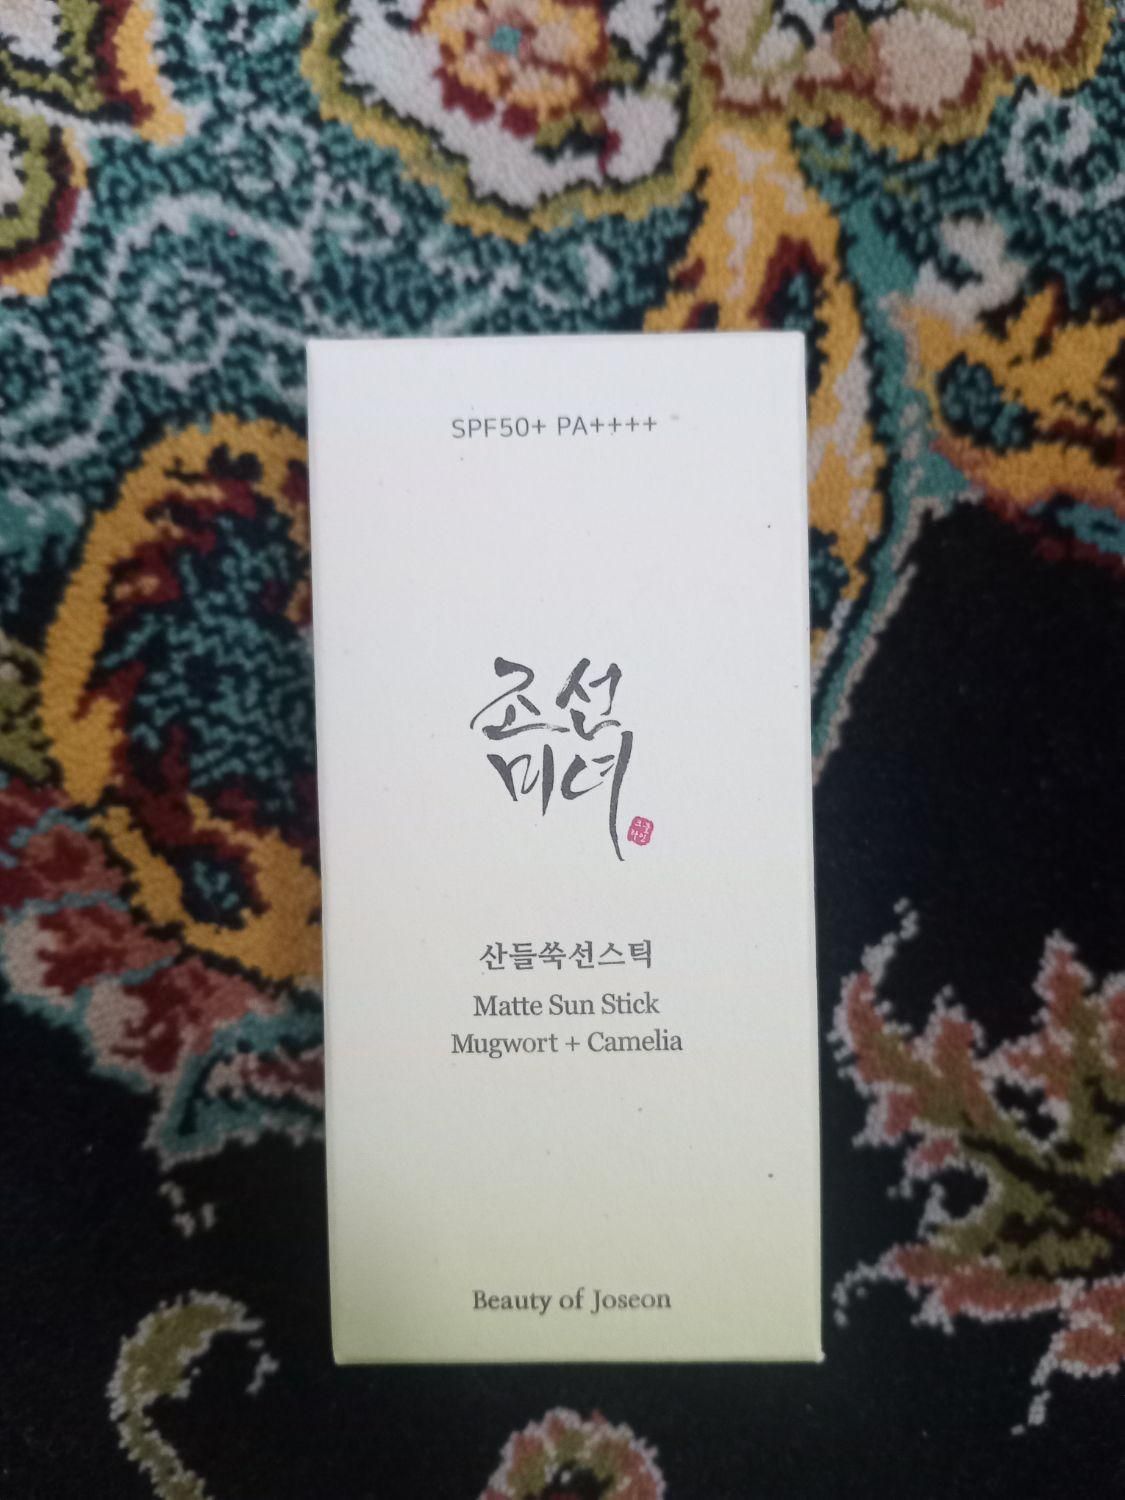 SPF50+ PA++++
조선
미녀
산들쑥선스틱
Matte Sun Stick
Mugwort + Camelia
Beauty of Joseon